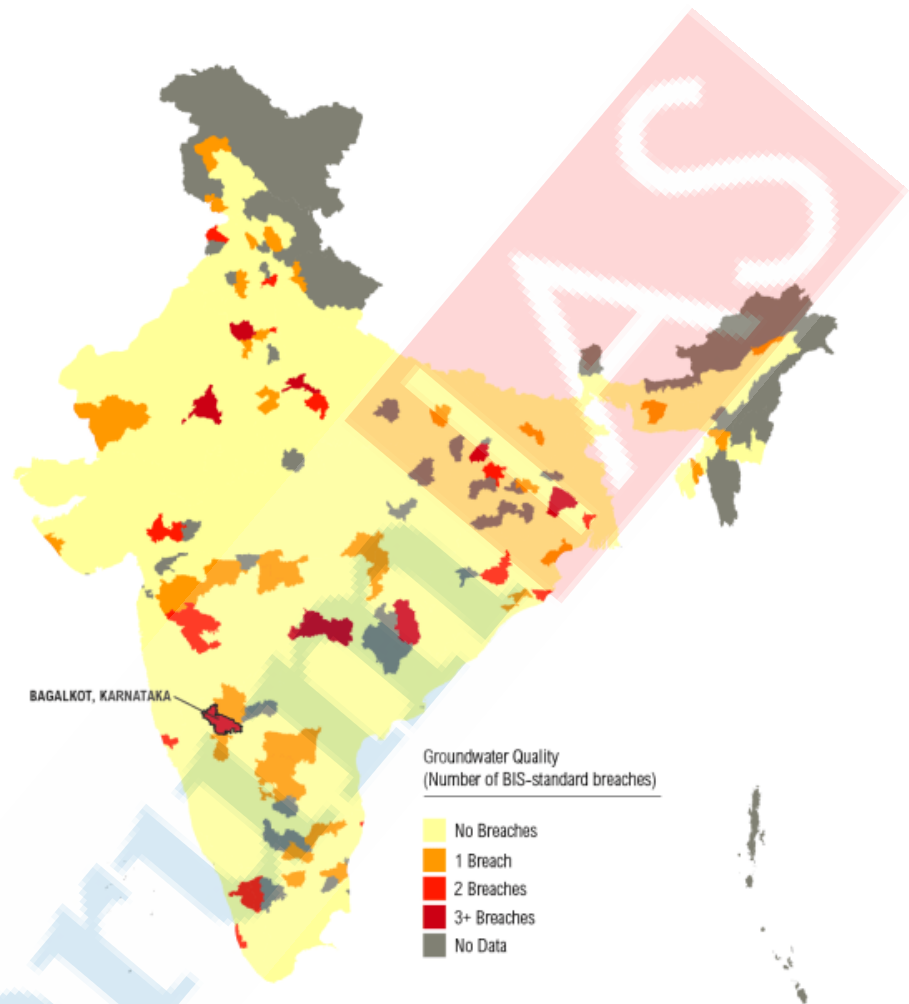 IAS
BAGALKOT, KARNATAKA
Groundwater Quality
(Number of BIS-standard breaches)
No Breaches
1 Breach
2 Breaches
3+ Breaches
No Data